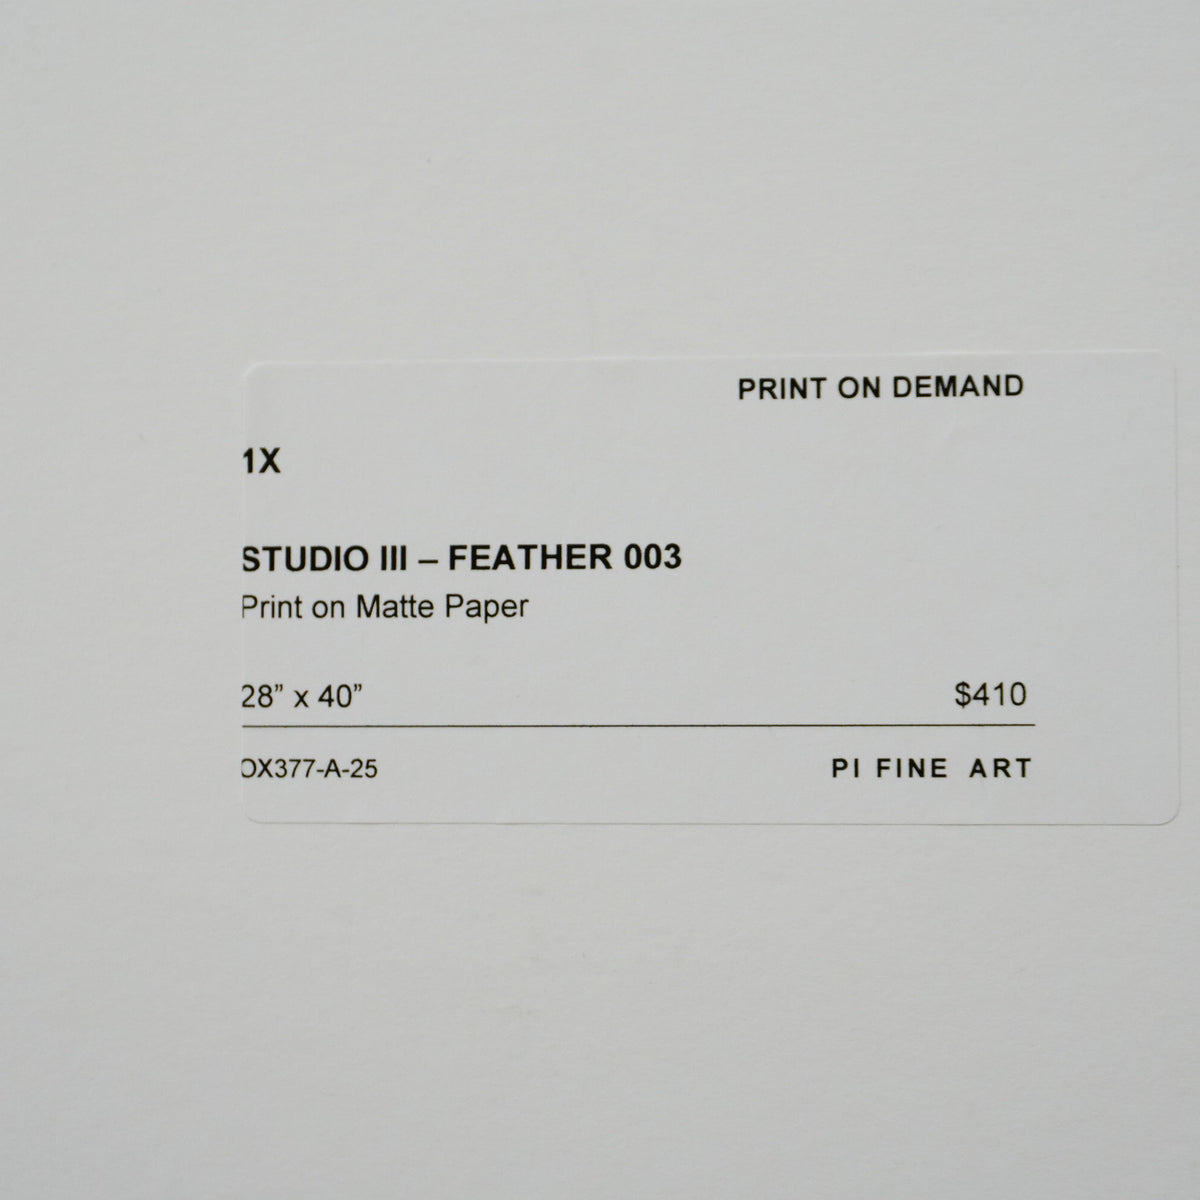 PRINT ON DEMAND
1X
STUDIO III – FEATHER 003
Print on Matte Paper
28” x 40” $410
OX377-A-25 PI FINE ART